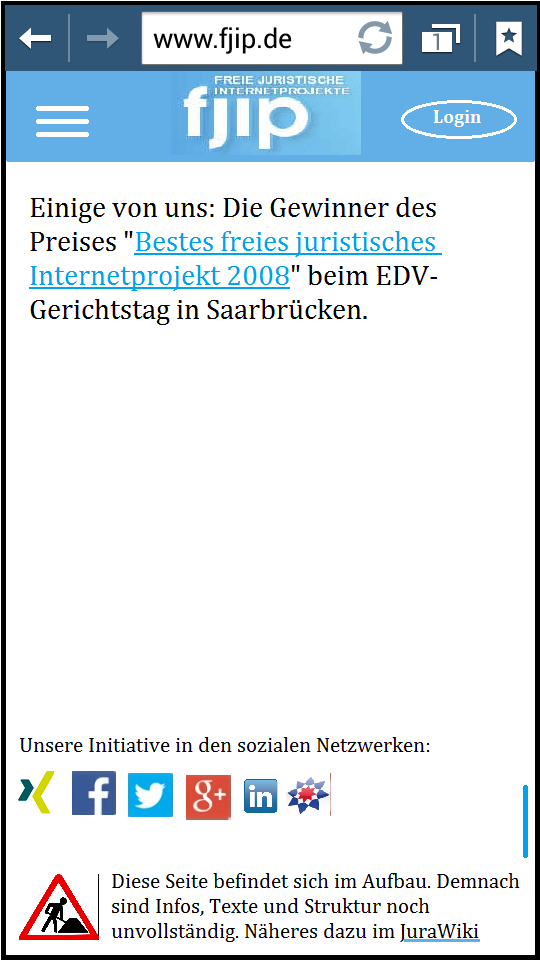 www.fjip.de
1
FREIE JURISTISCHE
INTERNETPROJEKTE
fjip
Login
Einige von uns: Die Gewinner des
Preises "Bestes freies juristisches
Internetprojekt 2008" beim EDV-
Gerichtstag in Saarbrücken.
Unsere Initiative in den sozialen Netzwerken:
f
g+
in
Diese Seite befindet sich im Aufbau. Demnach
sind Infos, Texte und Struktur noch
unvollständig. Näheres dazu im JuraWiki